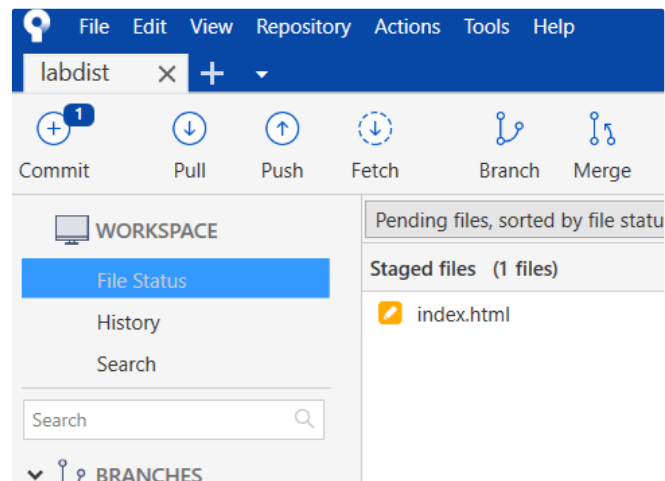 File Edit View Repository Actions Tools Help
labdist
1
Commit Pull Push Fetch Branch Merge
WORKSPACE
File Status
History
Search
Search
BRANCHES
Pending files, sorted by file statu
Staged files (1 files)
index.html